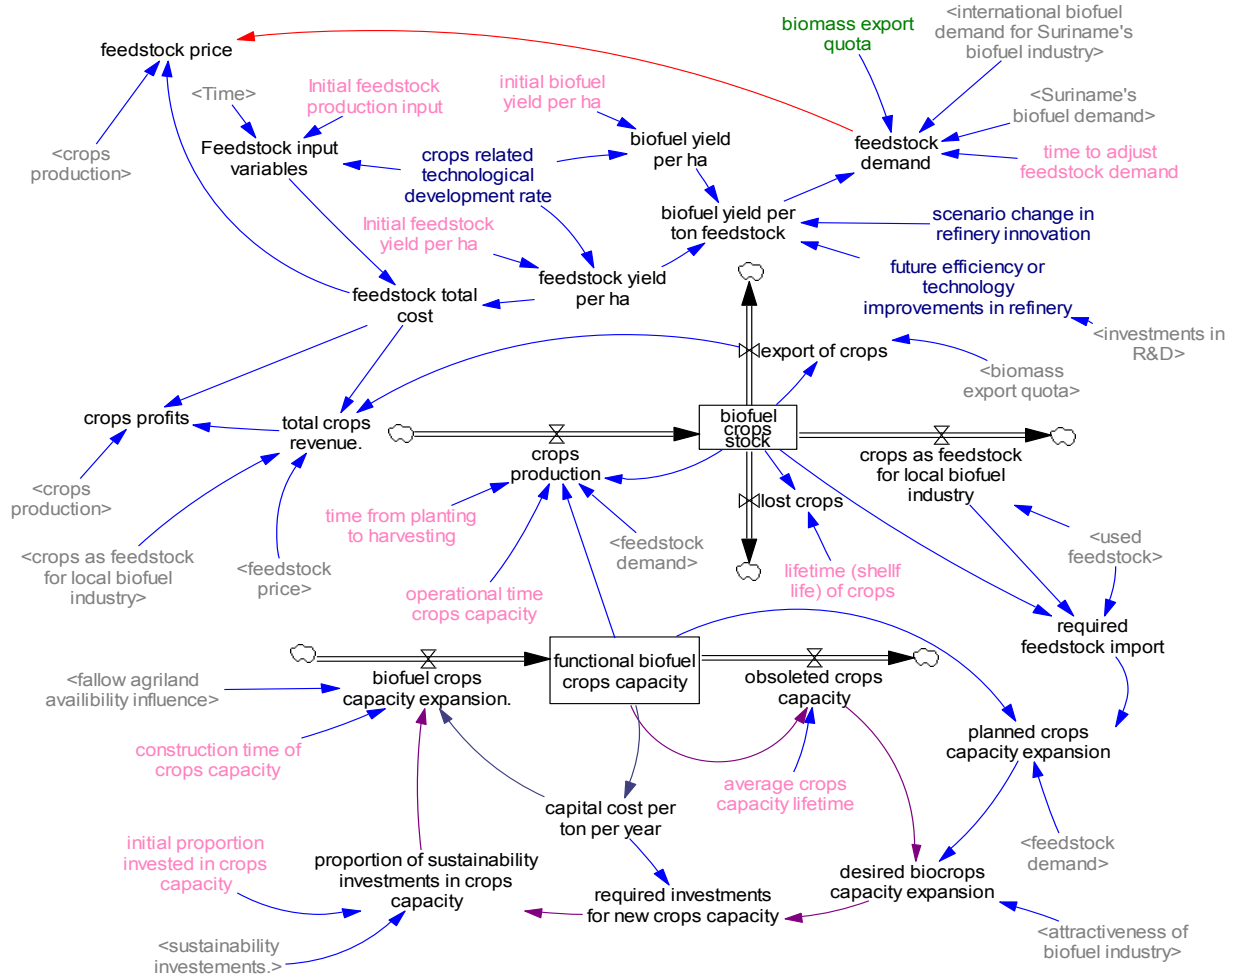 feedstock price
biomass export
quota
<international biofuel
demand for Suriname's
biofuel industry>
<Time>
Initial feedstock
production input
initial biofuel
yield per ha
<Suriname's
biofuel demand>
<crops
production>
Feedstock input
variables
crops related
technological
development rate
biofuel yield
per ha
feedstock
demand
time to adjust
feedstock demand
Initial feedstock
yield per ha
biofuel yield per
ton feedstock
scenario change in
refinery innovation
feedstock total
cost
feedstock yield
per ha
future efficiency or
technology
improvements in refinery
<investments in
R&D>
export of crops
<biomass
export quota>
crops profits
total crops
revenue.
biofuel
crops
stock
crops
production
crops as feedstock
for local biofuel
industry
<crops
production>
time from planting
to harvesting
lost crops
<crops as feedstock
for local biofuel
industry>
<feedstock
price>
operational time
crops capacity
<feedstock
demand>
lifetime (shellf
life) of crops
<used
feedstock>
required
feedstock import
<fallow agriland
availibility influence>
biofuel crops
capacity expansion.
functional biofuel
crops capacity
obsoleted crops
capacity
planned crops
capacity expansion
construction time of
crops capacity
average crops
capacity lifetime
capital cost per
ton per year
<feedstock
demand>
initial proportion
invested in crops
capacity
proportion of sustainability
investments in crops
capacity
required investments
for new crops capacity
desired biocrops
capacity expansion
<sustainability
investements.>
<attractiveness of
biofuel industry>